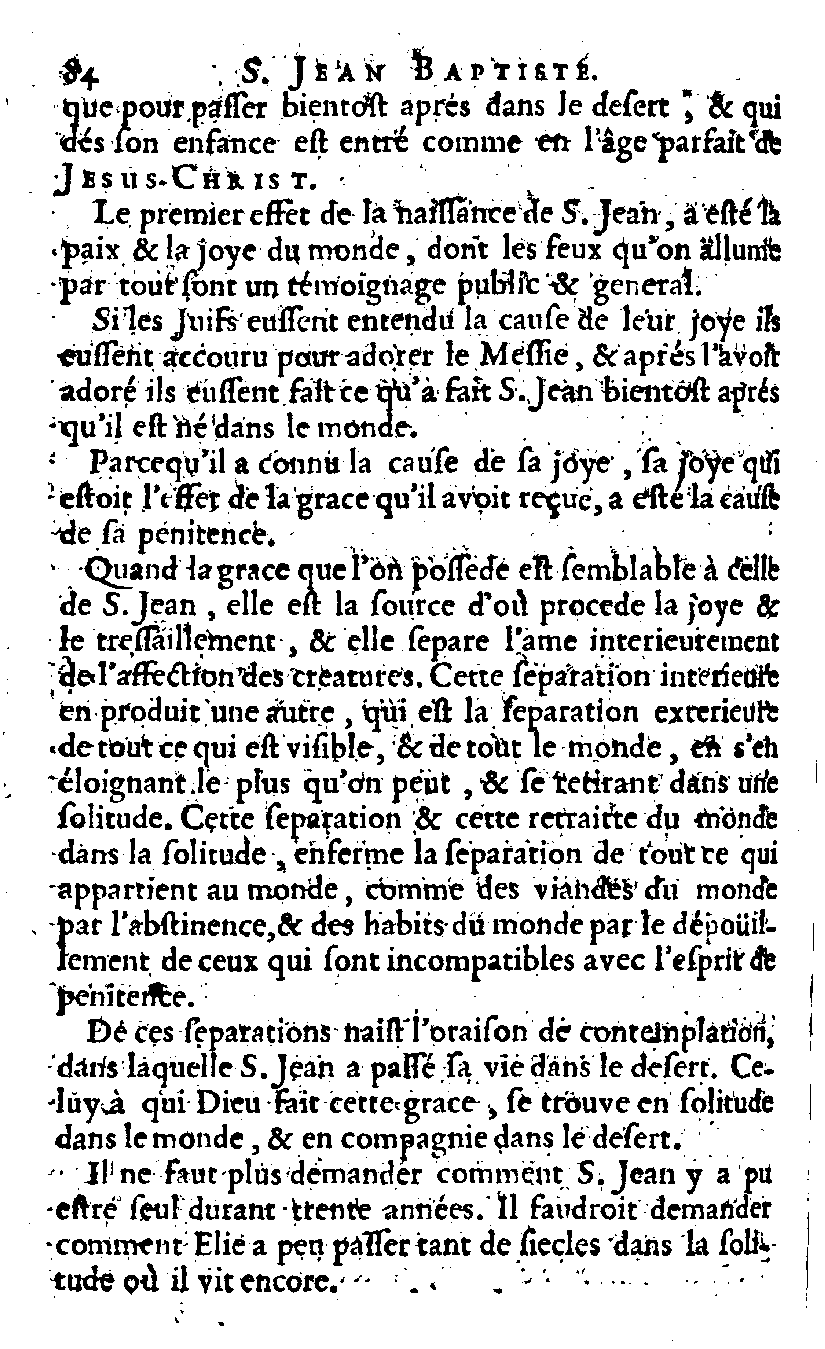 84 S. JEAN BAPTISTE.
que pour passer bientost aprés dans le desert ; & qui
dés son enfance est entré comme en l'âge parfait de
JESUS-CHRIST.
Le premier effet de la naissance de S. Jean, a esté la
paix & la joye du monde, dont les feux qu'on allume
par tout sont un témoignage public & general.
Si les Juifs eussent entendu la cause de leur joye ils
eussent accouru pour adorer le Messie, & aprés l'avoir
adoré ils eussent fait ce qu'a fait S. Jean bientost aprés
qu'il est né dans le monde.
Parcequ'il a connu la cause de sa joye, sa joye qui
estoit l'effet de la grace qu'il avoit reçue, a esté la cause
de sa penitence.
Quand la grace que l'on possede est semblable à celle
de S. Jean, elle est la source d'où procede la joye &
le tressaillement, & elle separe l'ame interieurement
de l'affection des creatures. Cette separation interieure
en produit une autre, qui est la separation exterieure
de tout ce qui est visible, & de tout le monde, en s'en
éloignant le plus qu'on peut, & se retirant dans une
solitude. Cette separation & cette retraitte du monde
dans la solitude, enferme la separation de tout ce qui
appartient au monde, comme des viandes du monde
par l'abstinence, & des habits du monde par le dépoüil-
lement de ceux qui sont incompatibles avec l'esprit de
penitence.
De ces separations naist l'oraison de contemplation,
dans laquelle S. Jean a passé sa vie dans le desert. Ce-
luy à qui Dieu fait cette grace, se trouve en solitude
dans le monde, & en compagnie dans le desert.
Il ne faut plus demander comment S. Jean y a pu
estre seul durant trente années. Il faudroit demander
comment Elie a peu passer tant de siecles dans la soli-
tude où il vit encore.